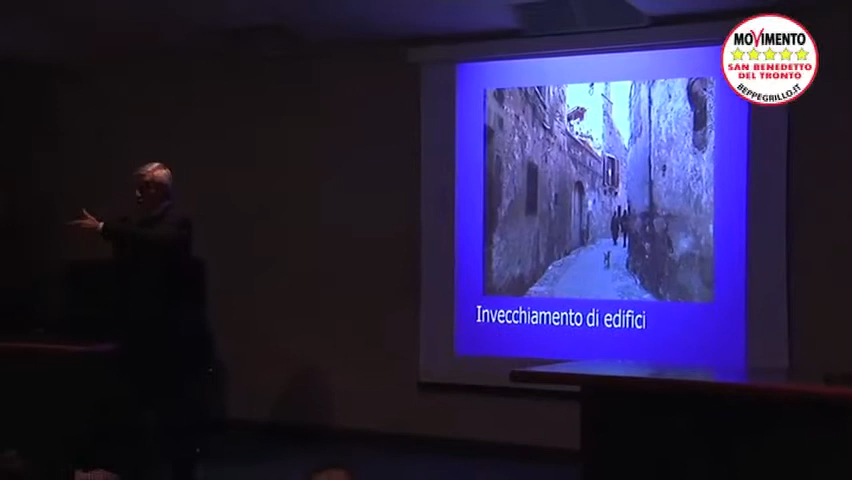 MOVIMENTO
SAN BENEDETTO
DEL TRONTO
BEPPEGRILLO.IT
Invecchiamento di edifici